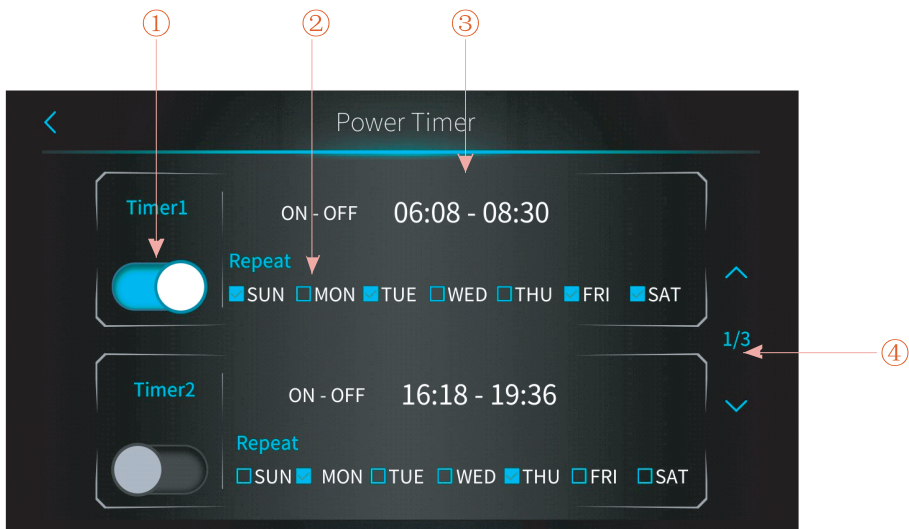 ① ② ③
Power Timer
Timer1 ON - OFF 06:08 - 08:30
Repeat
SUN MON TUE WED THU FRI SAT
1/3 ④
Timer2 ON - OFF 16:18 - 19:36
Repeat
SUN MON TUE WED THU FRI SAT